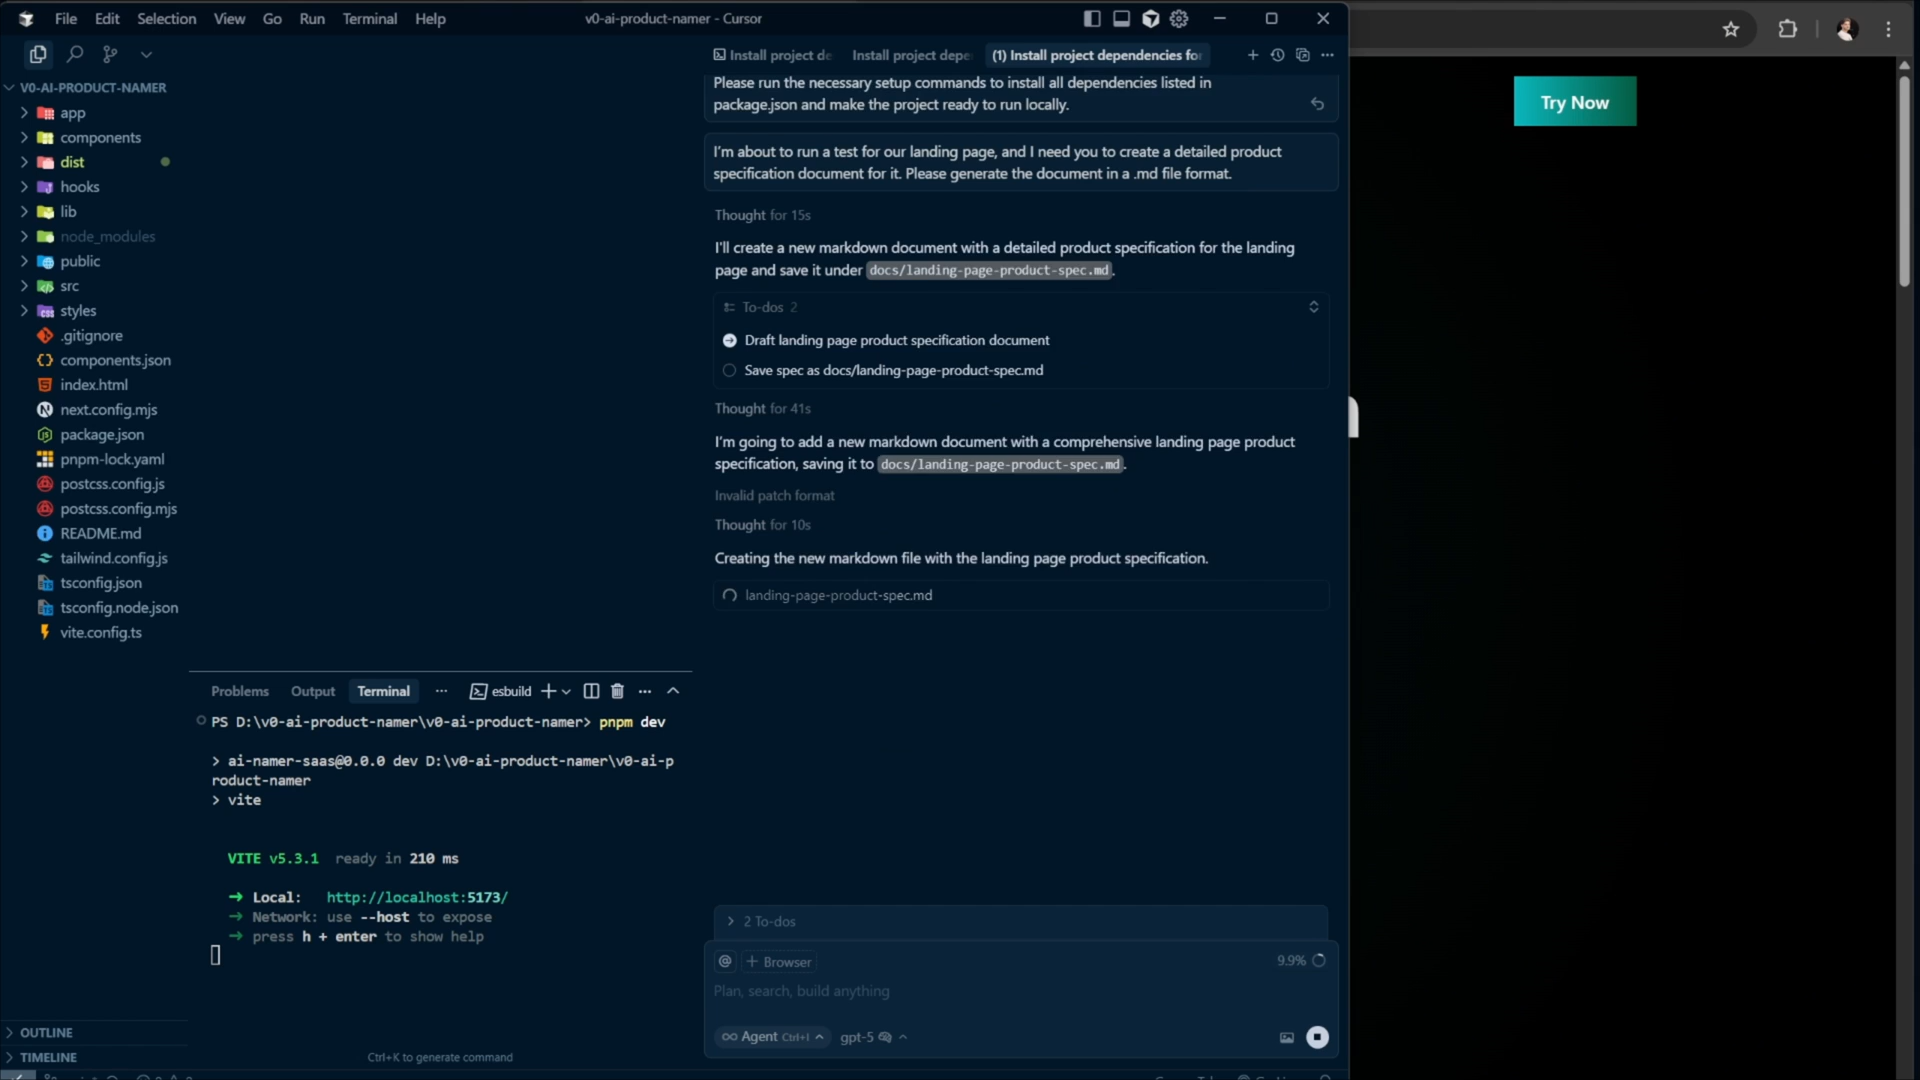 File Edit Selection View Go Run Terminal Help
v0-ai-product-namer - Cursor
V0-AI-PRODUCT-NAMER
app
components
dist
hooks
lib
node_modules
public
src
styles
.gitignore
components.json
index.html
next.config.mjs
package.json
pnpm-lock.yaml
postcss.config.js
postcss.config.mjs
README.md
tailwind.config.js
tsconfig.json
tsconfig.node.json
vite.config.ts
OUTLINE
TIMELINE
Problems Output Terminal ... esbuild
PS D:\v0-ai-product-namer\v0-ai-product-namer> pnpm dev
> ai-namer-saas@0.0.0 dev D:\v0-ai-product-namer\v0-ai-p
roduct-namer
> vite
VITE v5.3.1 ready in 210 ms
➜ Local: http://localhost:5173/
➜ Network: use --host to expose
➜ press h + enter to show help
Ctrl+K to generate command
Install project de Install project depe (1) Install project dependencies fo
Please run the necessary setup commands to install all dependencies listed in
package.json and make the project ready to run locally.
I'm about to run a test for our landing page, and I need you to create a detailed product
specification document for it. Please generate the document in a .md file format.
Thought for 15s
I'll create a new markdown document with a detailed product specification for the landing
page and save it under docs/landing-page-product-spec.md.
To-dos 2
Draft landing page product specification document
Save spec as docs/landing-page-product-spec.md
Thought for 41s
I'm going to add a new markdown document with a comprehensive landing page product
specification, saving it to docs/landing-page-product-spec.md.
Invalid patch format
Thought for 10s
Creating the new markdown file with the landing page product specification.
landing-page-product-spec.md
2 To-dos
@ + Browser 9.9%
Plan, search, build anything
Agent Ctrl+I gpt-5
Try Now